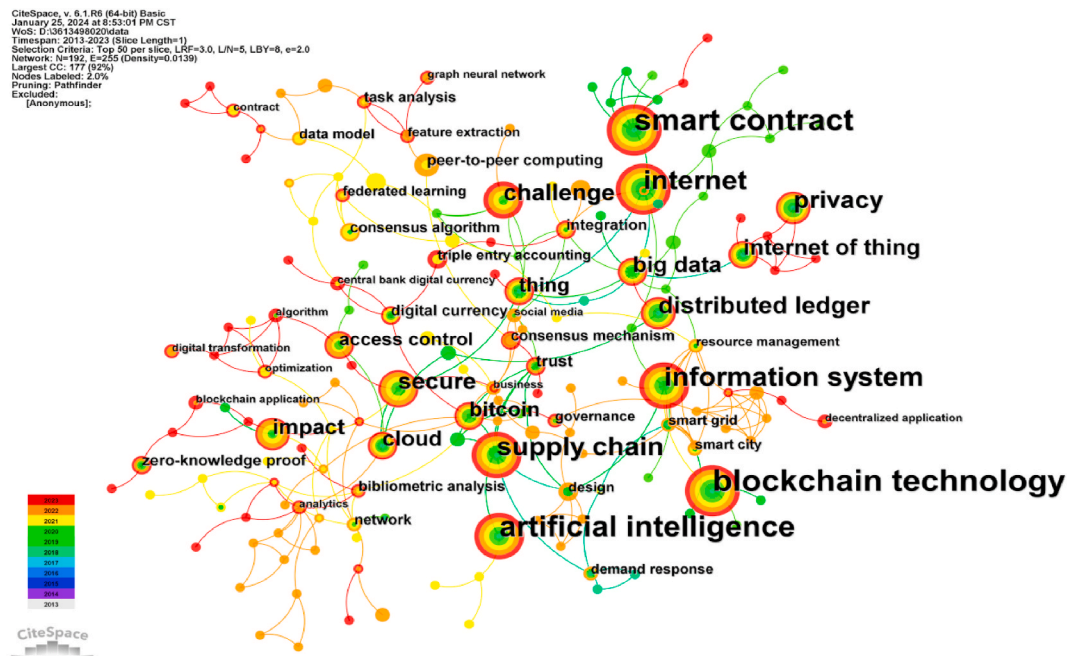 CiteSpace, v. 6.1.R6 (64-bit) Basic
January 25, 2024 at 8:53:01 PM CST
WoS: D:\3613498020\data
Timespan: 2013-2023 (Slice Length=1)
Selection Criteria: Top 50 per slice, LRF=3.0, L/N=5, LBY=8, e=2.0
Network: N=192, E=255 (Density=0.0139)
Largest CC: 177 (92%)
Nodes Labeled: 2.0%
Pruning: Pathfinder
Excluded:
[Anonymous];
graph neural network
task analysis
contract
smart contract
data model
feature extraction
peer-to-peer computing
internet
federated learning
challenge
privacy
consensus algorithm
integration
internet of thing
triple entry accounting
big data
central bank digital currency
thing
distributed ledger
algorithm
digital currency
social media
access control
consensus mechanism
resource management
digital transformation
trust
optimization
secure
business
information system
blockchain application
bitcoin
governance
smart grid
decentralized application
impact
cloud
supply chain
smart city
zero-knowledge proof
bibliometric analysis
design
blockchain technology
analytics
network
artificial intelligence
demand response
2023
2022
2021
2020
2019
2018
2017
2016
2015
2014
2013
CiteSpace